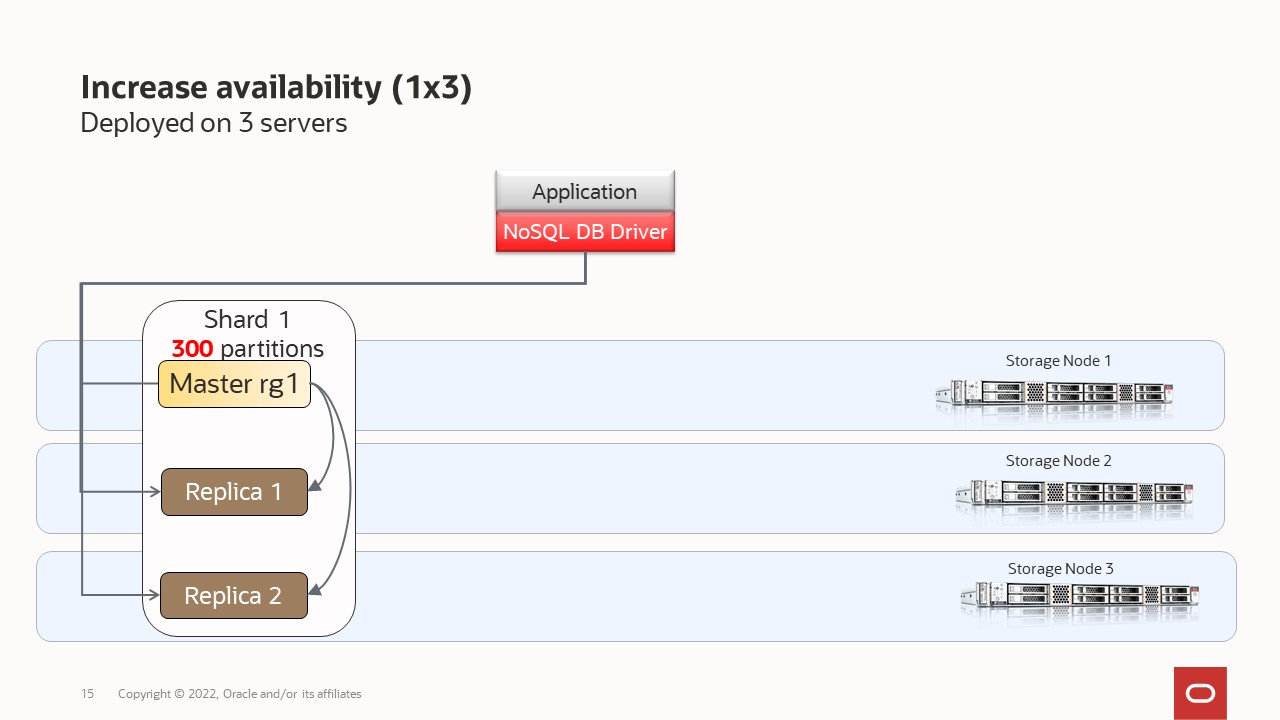 Increase availability (1x3)
Deployed on 3 servers
Application
NoSQL DB Driver
Shard 1
300 partitions
Master rg1
Storage Node 1
Storage Node 2
Replica 1
Storage Node 3
Replica 2
15 Copyright © 2022, Oracle and/or its affiliates